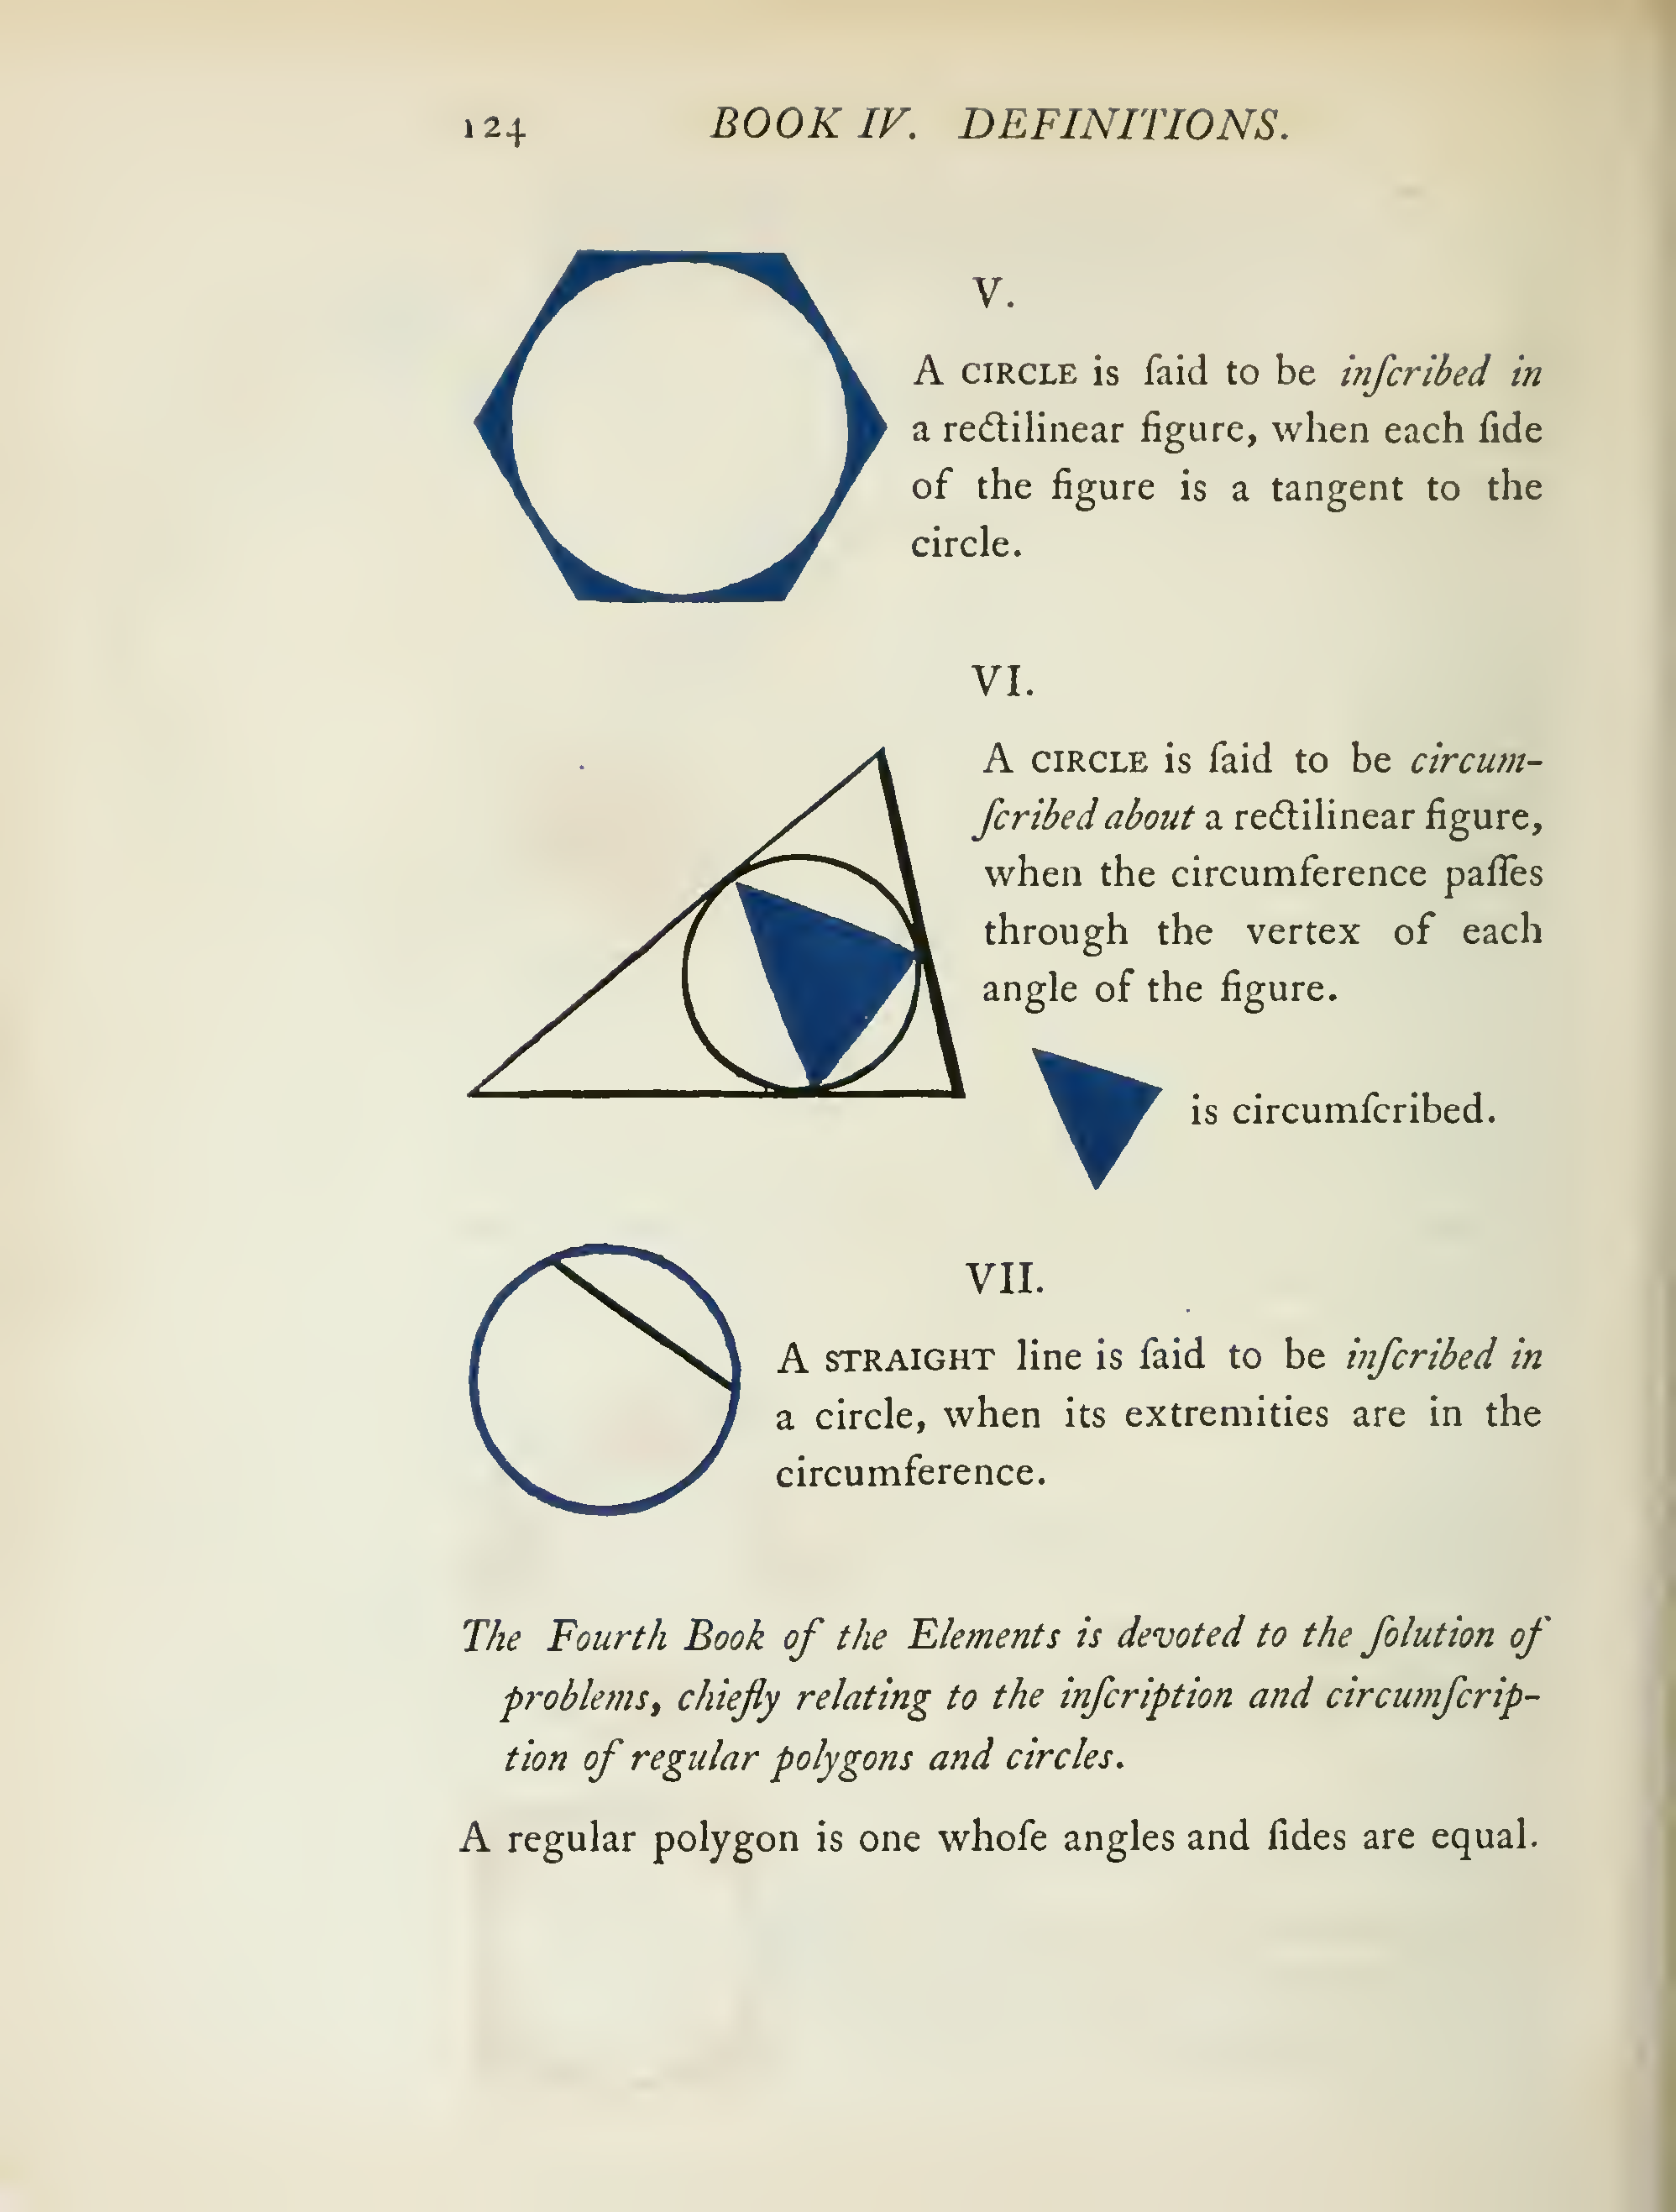 124 BOOK IV. DEFINITIONS.
V.
A CIRCLE is ſaid to be inſcribed in
a rectilinear figure, when each ſide
of the figure is a tangent to the
circle.
VI.
A CIRCLE is ſaid to be circum-
ſcribed about a rectilinear figure,
when the circumference paſſes
through the vertex of each
angle of the figure.
is circumſcribed.
VII.
A STRAIGHT line is ſaid to be inſcribed in
a circle, when its extremities are in the
circumference.
The Fourth Book of the Elements is devoted to the ſolution of
problems, chiefly relating to the inſcription and circumſcrip-
tion of regular polygons and circles.
A regular polygon is one whoſe angles and ſides are equal.